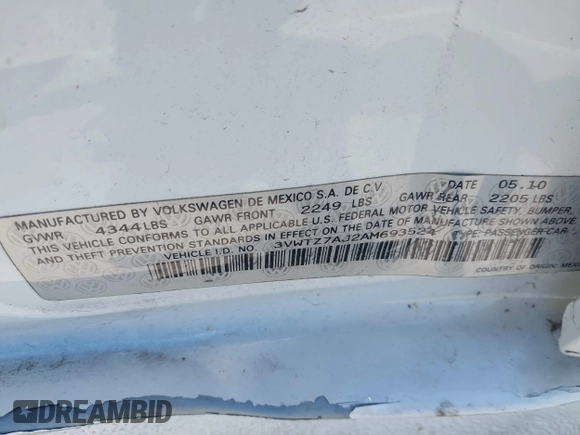 MANUFACTURED BY VOLKSWAGEN DE MEXICO S.A. DE C.V. DATE 05.10
GVWR 4344LBS GAWR FRONT 2249 LBS GAWR REAR 2205 LBS
THIS VEHICLE CONFORMS TO ALL APPLICABLE U.S. FEDERAL MOTOR VEHICLE SAFETY, BUMPER,
AND THEFT PREVENTION STANDARDS IN EFFECT ON THE DATE OF MANUFACTURE SHOWN ABOVE
VEHICLE I.D. NO. 3VWTZ7AJ2AM693524 TYPE: PASSENGER CAR
COUNTRY OF ORIGIN:
DREAMBID